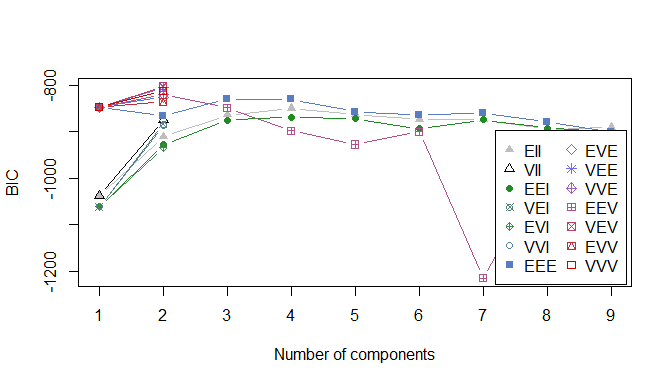 BIC
-800
-1000
-1200
1 2 3 4 5 6 7 8 9
Number of components
EII EVE
VII VEE
EEI VVE
VEI EEV
EVI VEV
VVI EVV
EEE VVV